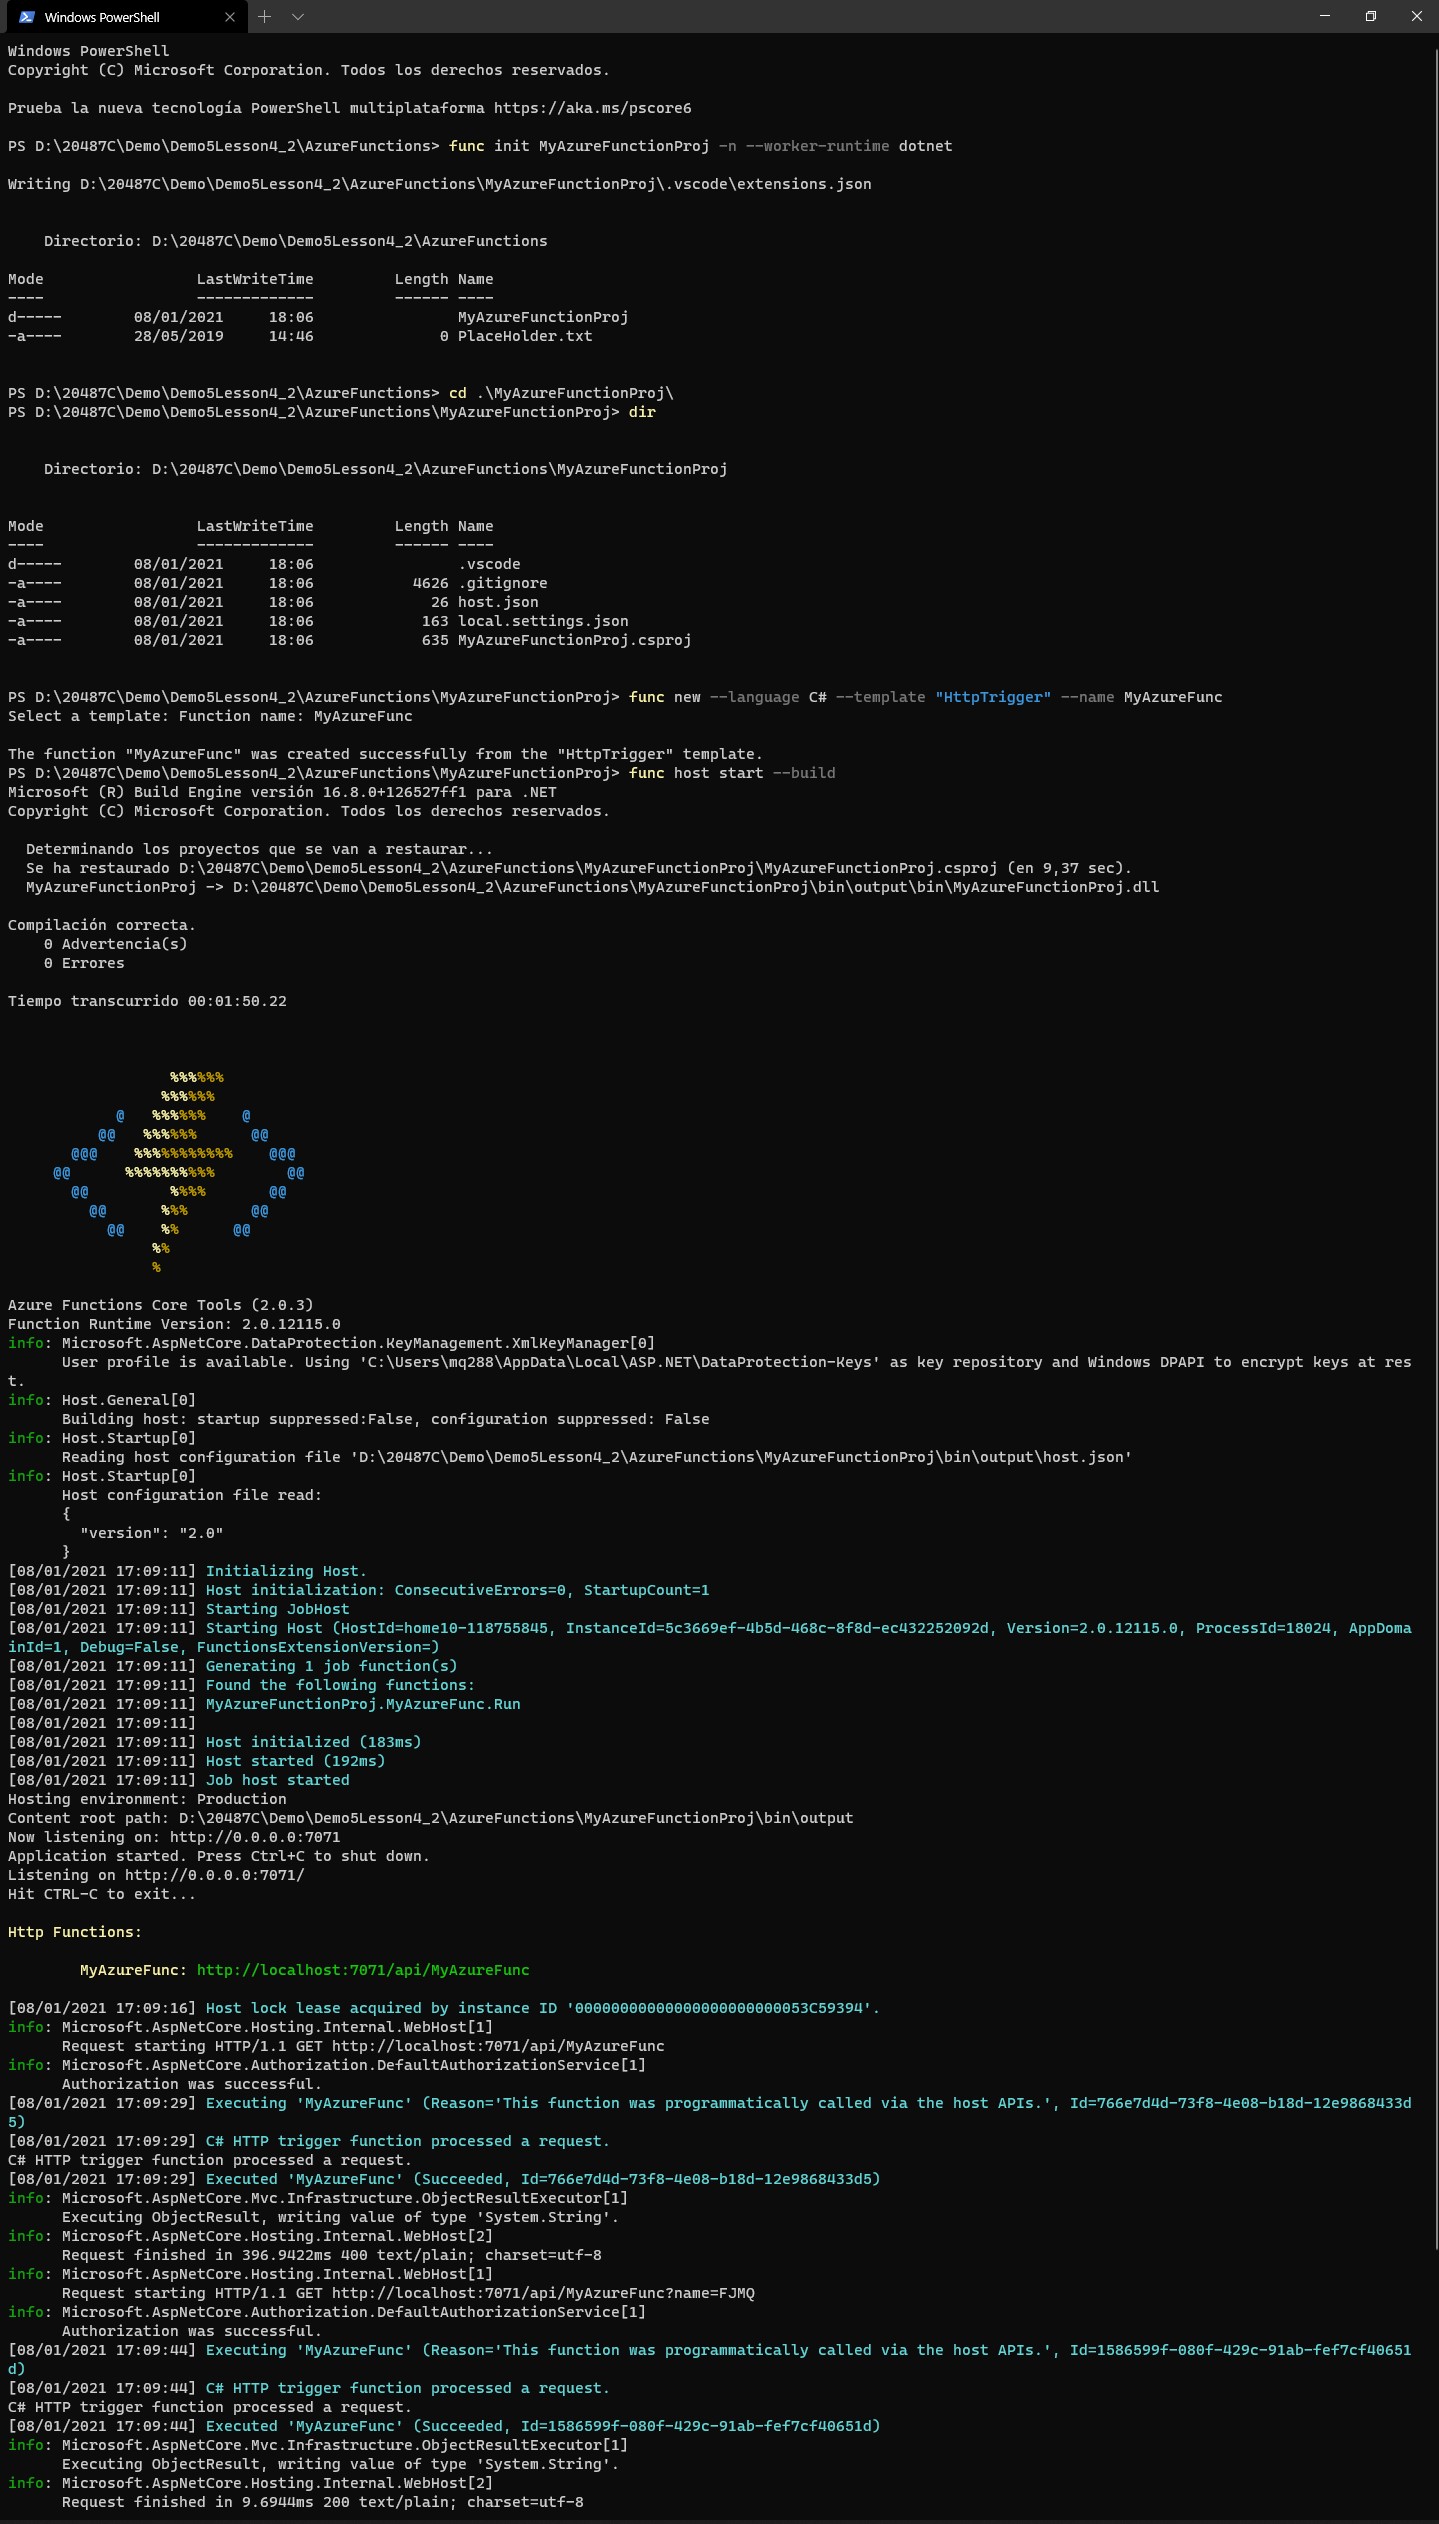 Windows PowerShell
Windows PowerShell
Copyright (C) Microsoft Corporation. Todos los derechos reservados.
Prueba la nueva tecnología PowerShell multiplataforma https://aka.ms/pscore6
PS D:\20487C\Demo\Demo5Lesson4_2\AzureFunctions> func init MyAzureFunctionProj -n --worker-runtime dotnet
Writing D:\20487C\Demo\Demo5Lesson4_2\AzureFunctions\MyAzureFunctionProj\.vscode\extensions.json
Directorio: D:\20487C\Demo\Demo5Lesson4_2\AzureFunctions
Mode LastWriteTime Length Name
---- ------------- ------ ----
d----- 08/01/2021 18:06 MyAzureFunctionProj
-a---- 28/05/2019 14:46 0 PlaceHolder.txt
PS D:\20487C\Demo\Demo5Lesson4_2\AzureFunctions> cd .\MyAzureFunctionProj\
PS D:\20487C\Demo\Demo5Lesson4_2\AzureFunctions\MyAzureFunctionProj> dir
Directorio: D:\20487C\Demo\Demo5Lesson4_2\AzureFunctions\MyAzureFunctionProj
Mode LastWriteTime Length Name
---- ------------- ------ ----
d----- 08/01/2021 18:06 .vscode
-a---- 08/01/2021 18:06 4626 .gitignore
-a---- 08/01/2021 18:06 26 host.json
-a---- 08/01/2021 18:06 163 local.settings.json
-a---- 08/01/2021 18:06 635 MyAzureFunctionProj.csproj
PS D:\20487C\Demo\Demo5Lesson4_2\AzureFunctions\MyAzureFunctionProj> func new --language C# --template "HttpTrigger" --name MyAzureFunc
Select a template: Function name: MyAzureFunc
The function "MyAzureFunc" was created successfully from the "HttpTrigger" template.
PS D:\20487C\Demo\Demo5Lesson4_2\AzureFunctions\MyAzureFunctionProj> func host start --build
Microsoft (R) Build Engine versión 16.8.0+126527ff1 para .NET
Copyright (C) Microsoft Corporation. Todos los derechos reservados.
Determinando los proyectos que se van a restaurar...
Se ha restaurado D:\20487C\Demo\Demo5Lesson4_2\AzureFunctions\MyAzureFunctionProj\MyAzureFunctionProj.csproj (en 9,37 sec).
MyAzureFunctionProj -> D:\20487C\Demo\Demo5Lesson4_2\AzureFunctions\MyAzureFunctionProj\bin\output\bin\MyAzureFunctionProj.dll
Compilación correcta.
0 Advertencia(s)
0 Errores
Tiempo transcurrido 00:01:50.22
%%%%%%
%%%%%%
@ %%%%%% @
@@ %%%%%% @@
@@@ %%%%%%%%%%% @@@
@@ %%%%%%%%%% @@
@@ %%%% @@
@@ %%% @@
@@ %% @@
%%
%
Azure Functions Core Tools (2.0.3)
Function Runtime Version: 2.0.12115.0
info: Microsoft.AspNetCore.DataProtection.KeyManagement.XmlKeyManager[0]
User profile is available. Using 'C:\Users\mq288\AppData\Local\ASP.NET\DataProtection-Keys' as key repository and Windows DPAPI to encrypt keys at res
t.
info: Host.General[0]
Building host: startup suppressed:False, configuration suppressed: False
info: Host.Startup[0]
Reading host configuration file 'D:\20487C\Demo\Demo5Lesson4_2\AzureFunctions\MyAzureFunctionProj\bin\output\host.json'
info: Host.Startup[0]
Host configuration file read:
{
"version": "2.0"
}
[08/01/2021 17:09:11] Initializing Host.
[08/01/2021 17:09:11] Host initialization: ConsecutiveErrors=0, StartupCount=1
[08/01/2021 17:09:11] Starting JobHost
[08/01/2021 17:09:11] Starting Host (HostId=home10-118755845, InstanceId=5c3669ef-4b5d-468c-8f8d-ec432252092d, Version=2.0.12115.0, ProcessId=18024, AppDoma
inId=1, Debug=False, FunctionsExtensionVersion=)
[08/01/2021 17:09:11] Generating 1 job function(s)
[08/01/2021 17:09:11] Found the following functions:
[08/01/2021 17:09:11] MyAzureFunctionProj.MyAzureFunc.Run
[08/01/2021 17:09:11]
[08/01/2021 17:09:11] Host initialized (183ms)
[08/01/2021 17:09:11] Host started (192ms)
[08/01/2021 17:09:11] Job host started
Hosting environment: Production
Content root path: D:\20487C\Demo\Demo5Lesson4_2\AzureFunctions\MyAzureFunctionProj\bin\output
Now listening on: http://0.0.0.0:7071
Application started. Press Ctrl+C to shut down.
Listening on http://0.0.0.0:7071/
Hit CTRL-C to exit...
Http Functions:
MyAzureFunc: http://localhost:7071/api/MyAzureFunc
[08/01/2021 17:09:16] Host lock lease acquired by instance ID '00000000000000000000000053C59394'.
info: Microsoft.AspNetCore.Hosting.Internal.WebHost[1]
Request starting HTTP/1.1 GET http://localhost:7071/api/MyAzureFunc
info: Microsoft.AspNetCore.Authorization.DefaultAuthorizationService[1]
Authorization was successful.
[08/01/2021 17:09:29] Executing 'MyAzureFunc' (Reason='This function was programmatically called via the host APIs.', Id=766e7d4d-73f8-4e08-b18d-12e9868433d
5)
[08/01/2021 17:09:29] C# HTTP trigger function processed a request.
C# HTTP trigger function processed a request.
[08/01/2021 17:09:29] Executed 'MyAzureFunc' (Succeeded, Id=766e7d4d-73f8-4e08-b18d-12e9868433d5)
info: Microsoft.AspNetCore.Mvc.Infrastructure.ObjectResultExecutor[1]
Executing ObjectResult, writing value of type 'System.String'.
info: Microsoft.AspNetCore.Hosting.Internal.WebHost[2]
Request finished in 396.9422ms 400 text/plain; charset=utf-8
info: Microsoft.AspNetCore.Hosting.Internal.WebHost[1]
Request starting HTTP/1.1 GET http://localhost:7071/api/MyAzureFunc?name=FJMQ
info: Microsoft.AspNetCore.Authorization.DefaultAuthorizationService[1]
Authorization was successful.
[08/01/2021 17:09:44] Executing 'MyAzureFunc' (Reason='This function was programmatically called via the host APIs.', Id=1586599f-080f-429c-91ab-fef7cf40651
d)
[08/01/2021 17:09:44] C# HTTP trigger function processed a request.
C# HTTP trigger function processed a request.
[08/01/2021 17:09:44] Executed 'MyAzureFunc' (Succeeded, Id=1586599f-080f-429c-91ab-fef7cf40651d)
info: Microsoft.AspNetCore.Mvc.Infrastructure.ObjectResultExecutor[1]
Executing ObjectResult, writing value of type 'System.String'.
info: Microsoft.AspNetCore.Hosting.Internal.WebHost[2]
Request finished in 9.6944ms 200 text/plain; charset=utf-8